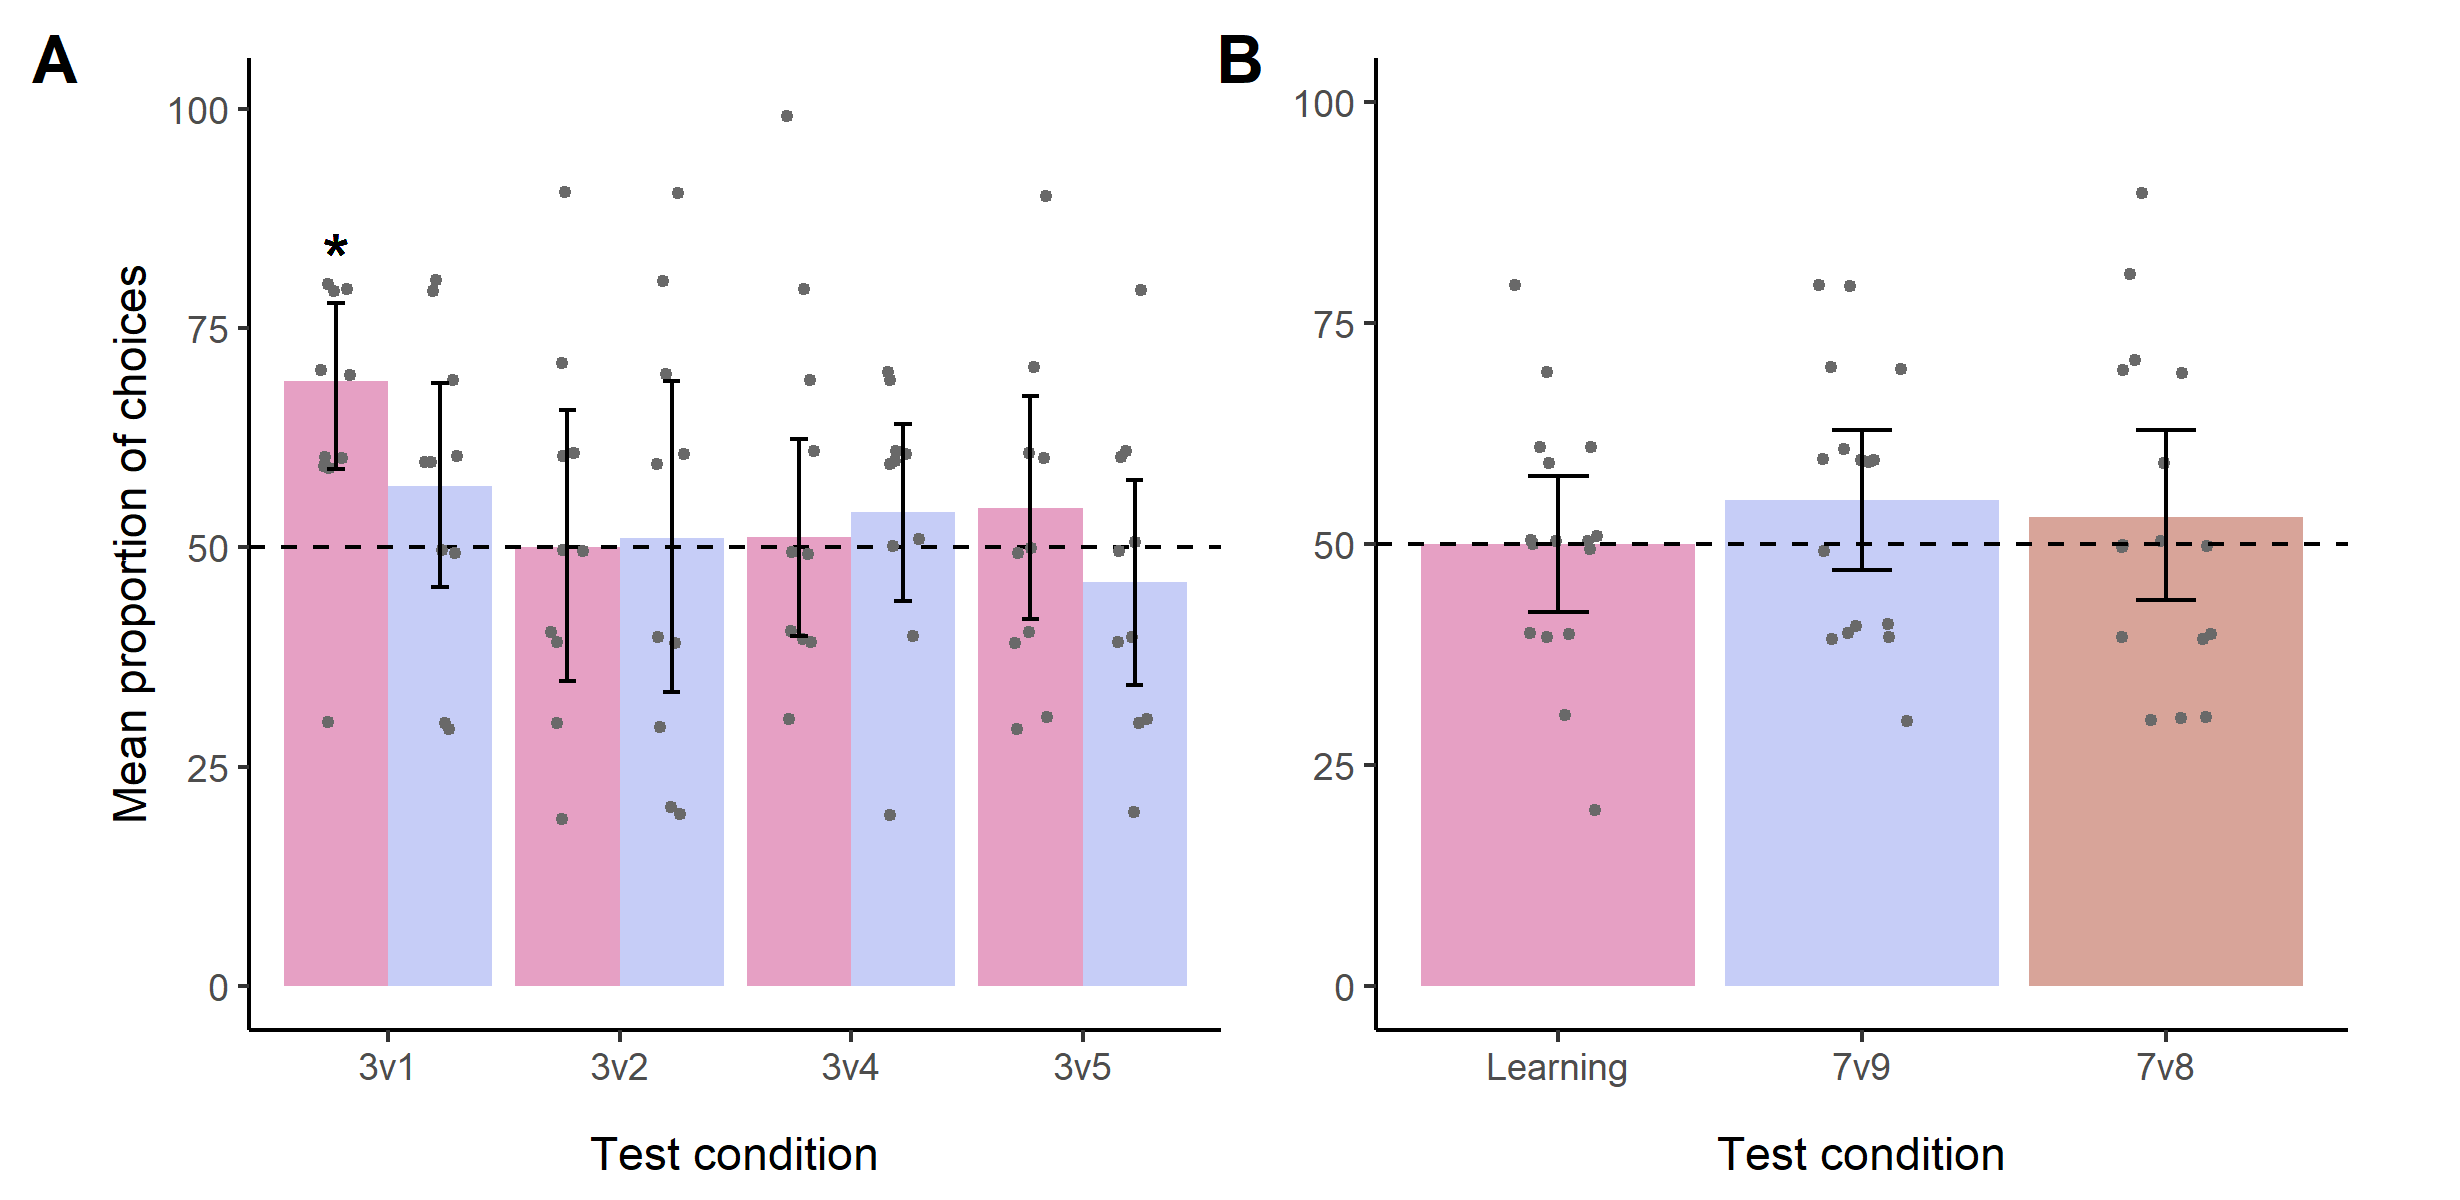 A
B
Mean proportion of choices
100
75
50
25
0
*
3v1
3v2
3v4
3v5
Test condition
100
75
50
25
0
Learning
7v9
7v8
Test condition